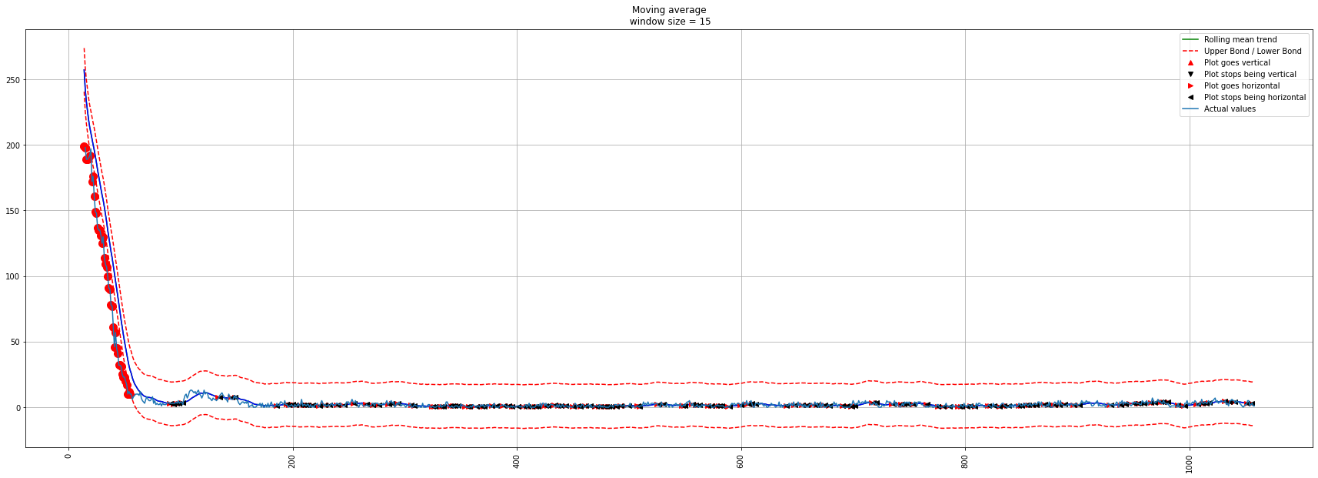 Moving average
window size = 15
Rolling mean trend
Upper Bond / Lower Bond
Plot goes vertical
Plot stops being vertical
Plot goes horizontal
Plot stops being horizontal
Actual values
250
200
150
100
50
0
0
200
400
600
800
1000